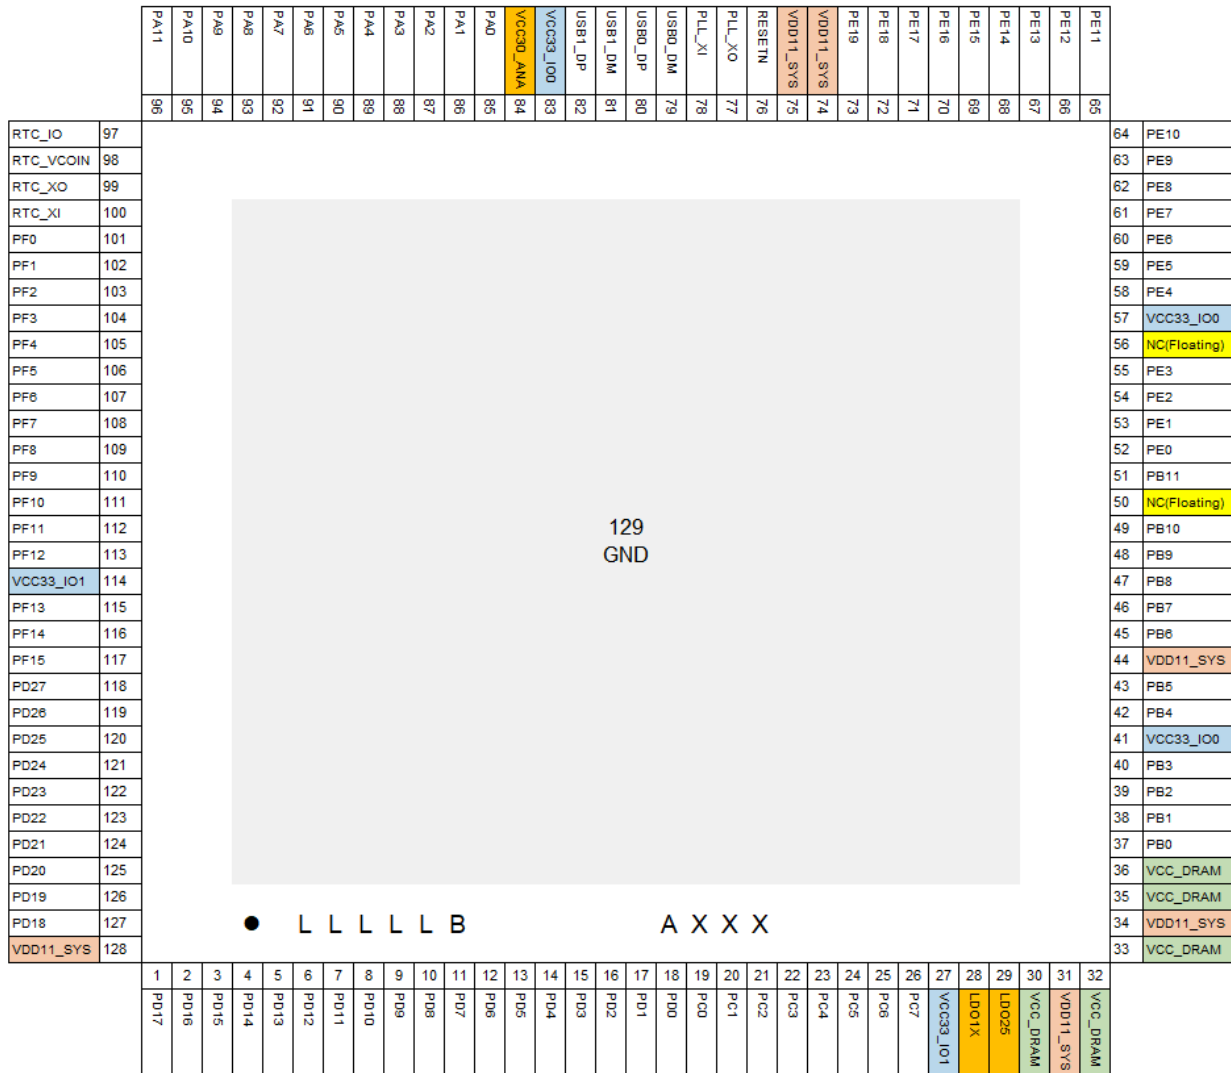 PA11 PA10 PA9 PA8 PA7 PA6 PA5 PA4 PA3 PA2 PA1 PA0 VCC30_ANA VCC33_IO0 USB1_DP USB1_DM USB0_DP USB0_DM PLL_XI PLL_XO RESETN VDD11_SYS VDD11_SYS PE19 PE18 PE17 PE16 PE15 PE14 PE13 PE12 PE11
96 95 94 93 92 91 90 89 88 87 86 85 84 83 82 81 80 79 78 77 76 75 74 73 72 71 70 69 68 67 66 65
RTC_IO 97
RTC_VCOIN 98
RTC_XO 99
RTC_XI 100
PF0 101
PF1 102
PF2 103
PF3 104
PF4 105
PF5 106
PF6 107
PF7 108
PF8 109
PF9 110
PF10 111
PF11 112
PF12 113
VCC33_IO1 114
PF13 115
PF14 116
PF15 117
PD27 118
PD26 119
PD25 120
PD24 121
PD23 122
PD22 123
PD21 124
PD20 125
PD19 126
PD18 127
VDD11_SYS 128
129
GND
● L L L L L B A X X X
64 PE10
63 PE9
62 PE8
61 PE7
60 PE6
59 PE5
58 PE4
57 VCC33_IO0
56 NC(Floating)
55 PE3
54 PE2
53 PE1
52 PE0
51 PB11
50 NC(Floating)
49 PB10
48 PB9
47 PB8
46 PB7
45 PB6
44 VDD11_SYS
43 PB5
42 PB4
41 VCC33_IO0
40 PB3
39 PB2
38 PB1
37 PB0
36 VCC_DRAM
35 VCC_DRAM
34 VDD11_SYS
33 VCC_DRAM
1 2 3 4 5 6 7 8 9 10 11 12 13 14 15 16 17 18 19 20 21 22 23 24 25 26 27 28 29 30 31 32
PD17 PD16 PD15 PD14 PD13 PD12 PD11 PD10 PD9 PD8 PD7 PD6 PD5 PD4 PD3 PD2 PD1 PD0 PC0 PC1 PC2 PC3 PC4 PC5 PC6 PC7 VCC33_IO1 LDO1X LDO25 VCC_DRAM VDD11_SYS VCC_DRAM